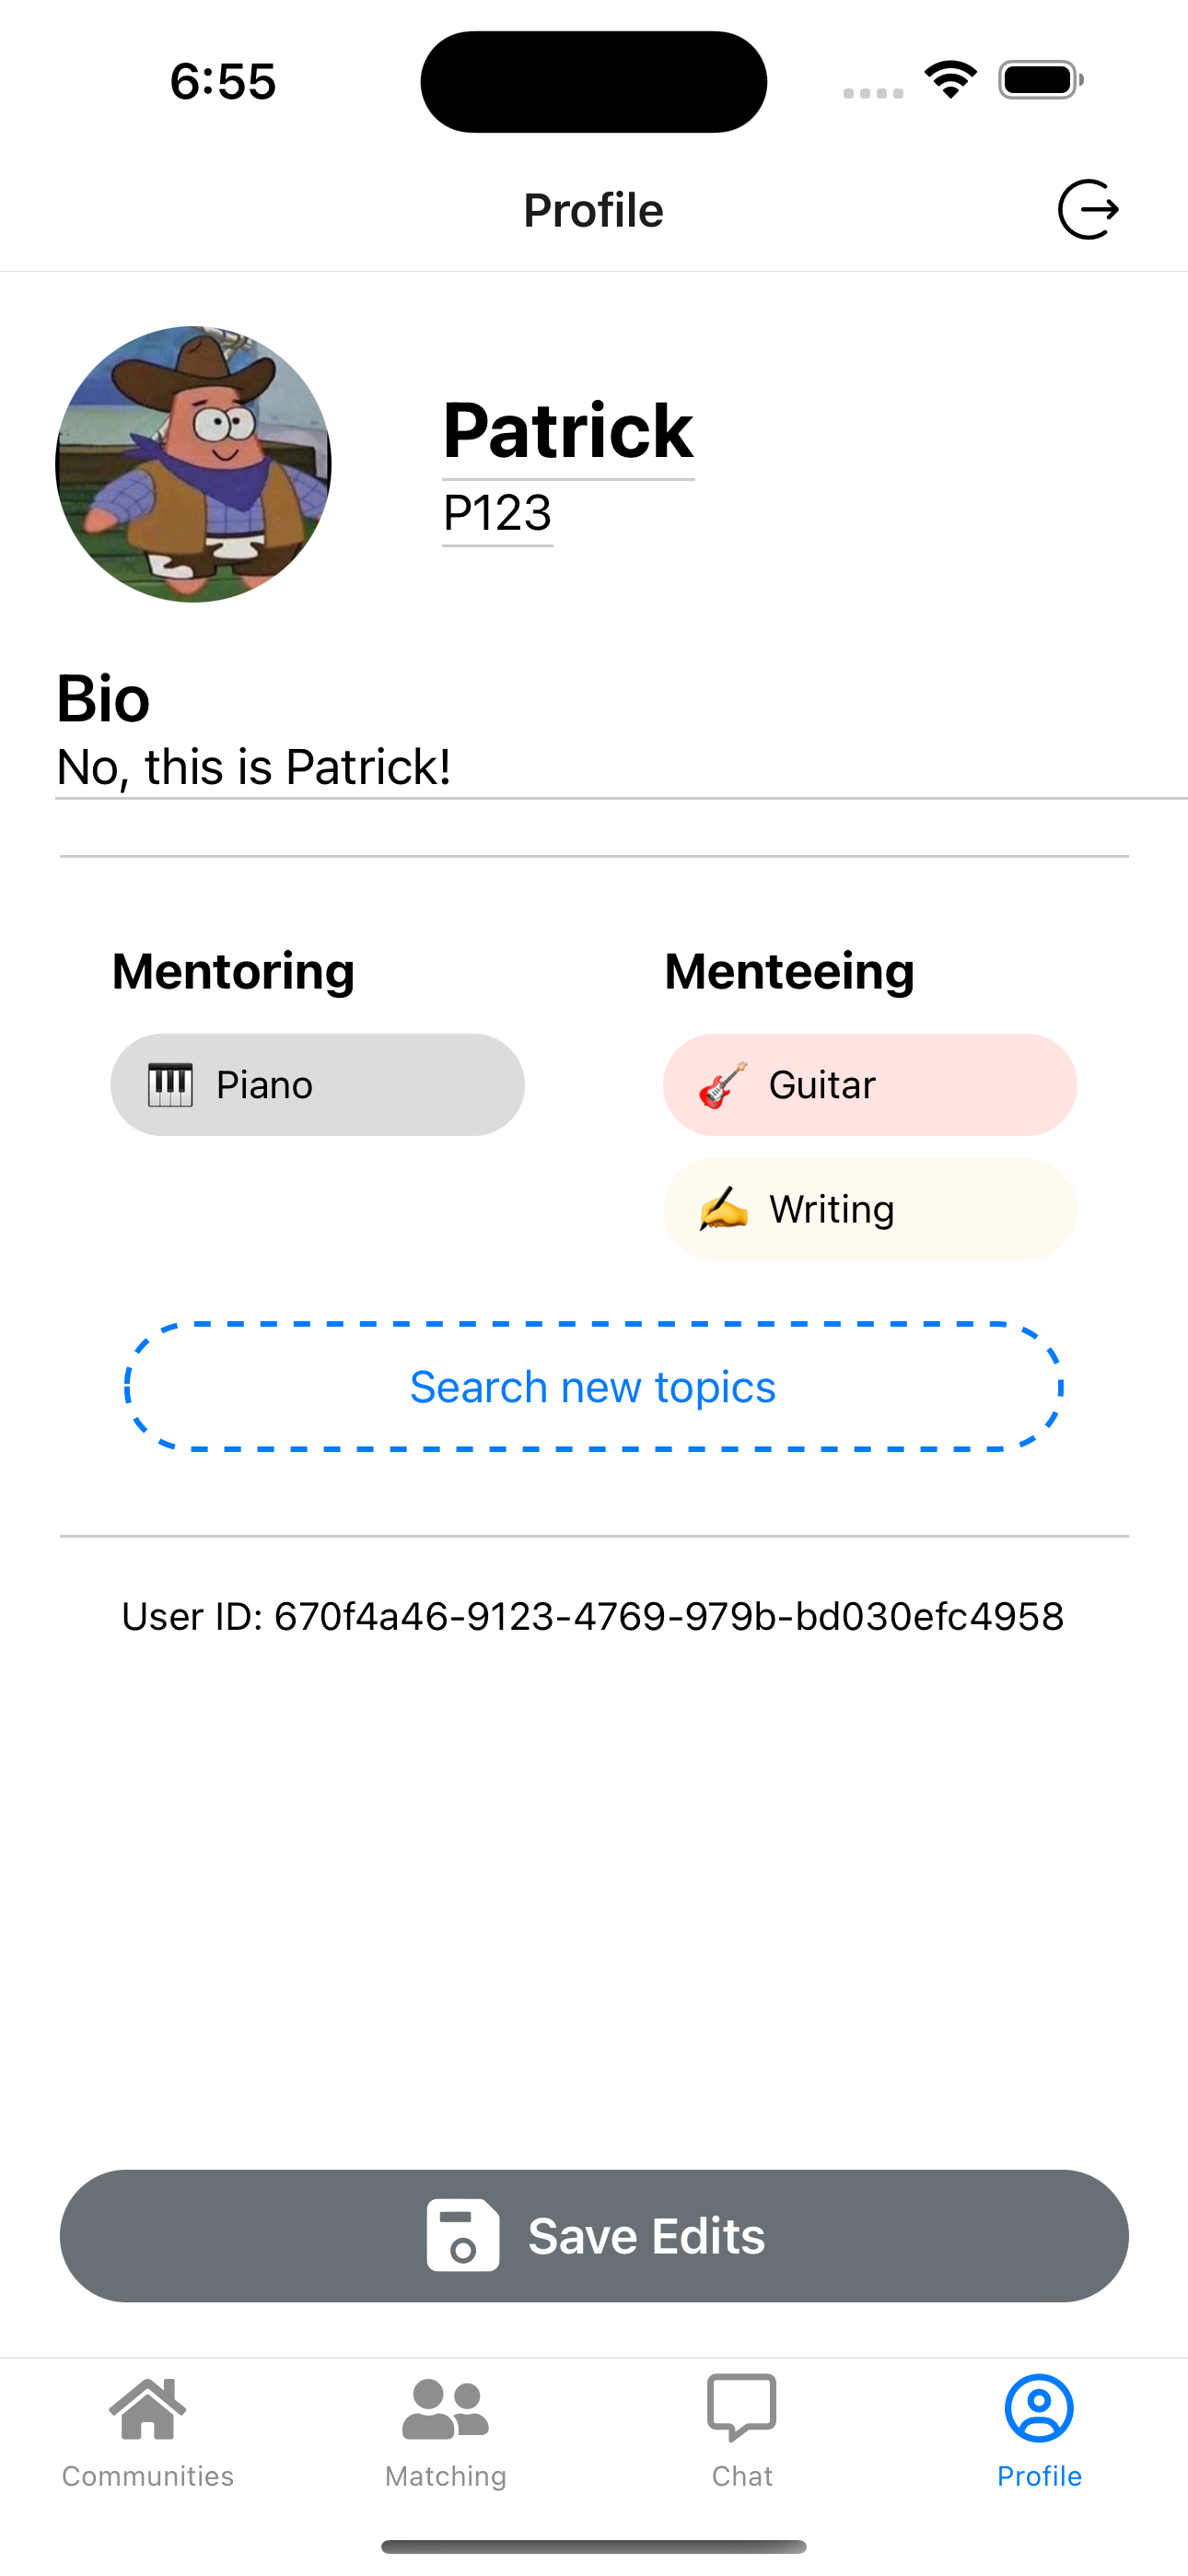 6:55
Profile
Patrick
P123
Bio
No, this is Patrick!
Mentoring
Menteeing
Piano
Guitar
Writing
Search new topics
User ID: 670f4a46-9123-4769-979b-bd030efc4958
Save Edits
Communities
Matching
Chat
Profile